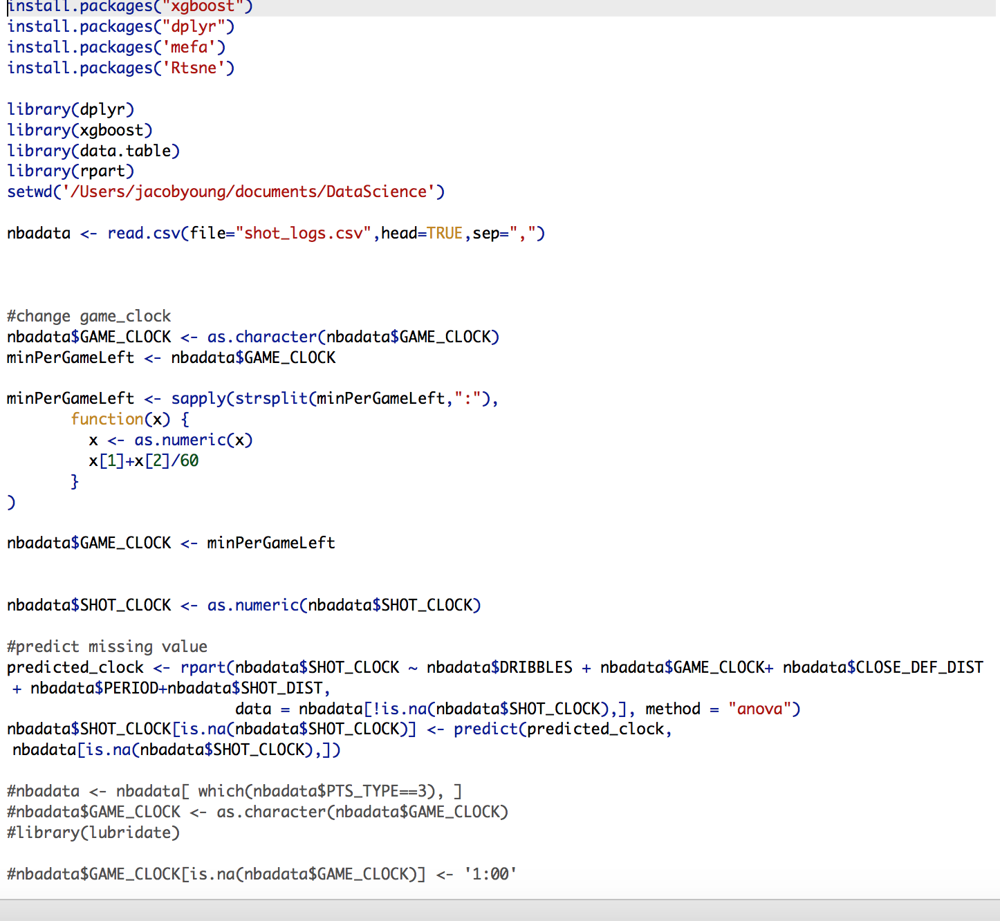 install.packages("xgboost")
install.packages("dplyr")
install.packages('mefa')
install.packages('Rtsne')
library(dplyr)
library(xgboost)
library(data.table)
library(rpart)
setwd('/Users/jacobyoung/documents/DataScience')
nbadata <- read.csv(file="shot_logs.csv",head=TRUE,sep=",")
#change game_clock
nbadata$GAME_CLOCK <- as.character(nbadata$GAME_CLOCK)
minPerGameLeft <- nbadata$GAME_CLOCK
minPerGameLeft <- sapply(strsplit(minPerGameLeft,":"),
function(x) {
x <- as.numeric(x)
x[1]+x[2]/60
}
)
nbadata$GAME_CLOCK <- minPerGameLeft
nbadata$SHOT_CLOCK <- as.numeric(nbadata$SHOT_CLOCK)
#predict missing value
predicted_clock <- rpart(nbadata$SHOT_CLOCK ~ nbadata$DRIBBLES + nbadata$GAME_CLOCK+ nbadata$CLOSE_DEF_DIST
+ nbadata$PERIOD+nbadata$SHOT_DIST,
data = nbadata[!is.na(nbadata$SHOT_CLOCK),], method = "anova")
nbadata$SHOT_CLOCK[is.na(nbadata$SHOT_CLOCK)] <- predict(predicted_clock,
nbadata[is.na(nbadata$SHOT_CLOCK),])
#nbadata <- nbadata[ which(nbadata$PTS_TYPE==3), ]
#nbadata$GAME_CLOCK <- as.character(nbadata$GAME_CLOCK)
#library(lubridate)
#nbadata$GAME_CLOCK[is.na(nbadata$GAME_CLOCK)] <- '1:00'